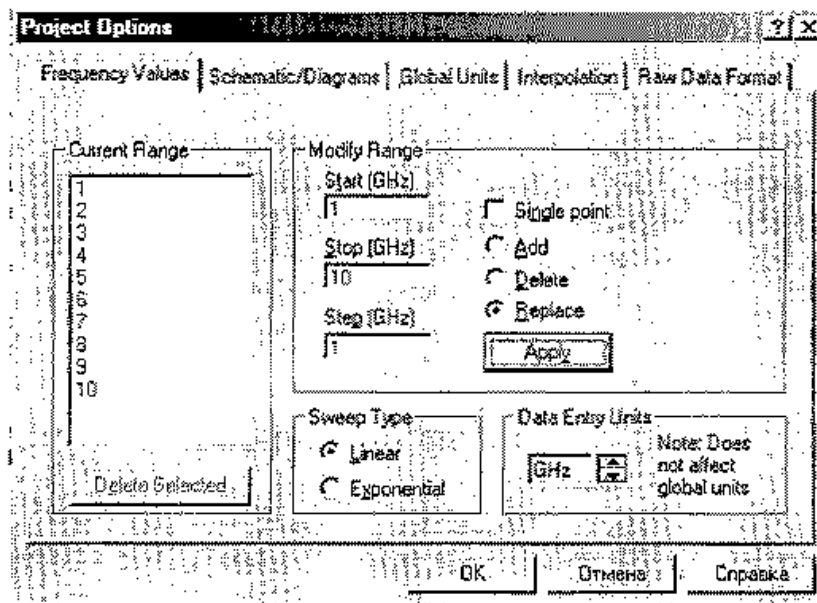 Project Options
Frequency Values
Schematic/Diagrams
Global Units
Interpolation
Raw Data Format
Current Range
1
2
3
4
5
6
7
8
9
10
Delete Selected
Modify Range
Start (GHz)
1
Stop (GHz)
10
Step (GHz)
1
Single point
Add
Delete
Replace
Apply
Sweep Type
Linear
Exponential
Data Entry Units
GHz
Note: Does
not affect
global units
OK
Отмена
Справка